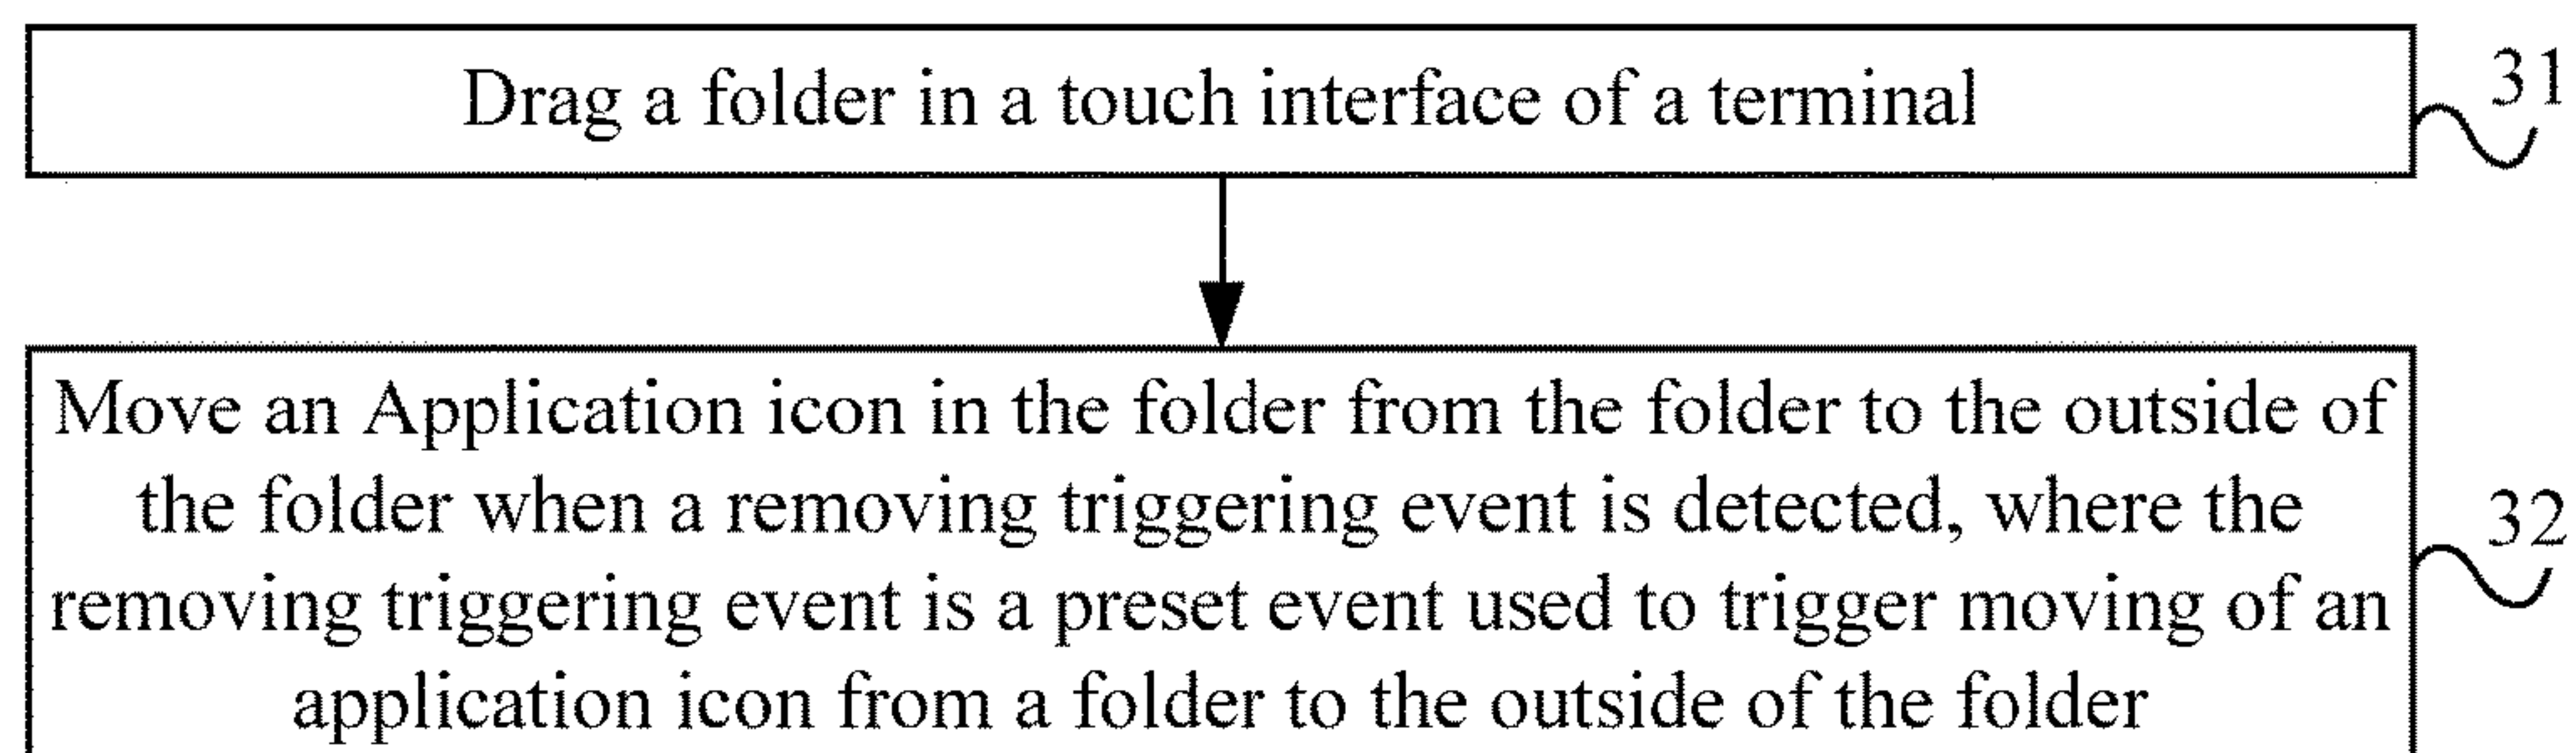 Drag a folder in a touch interface of a terminal
31
Move an Application icon in the folder from the folder to the outside of
the folder when a removing triggering event is detected, where the
32
removing triggering event is a preset event used to trigger moving of an
application icon from a folder to the outside of the folder